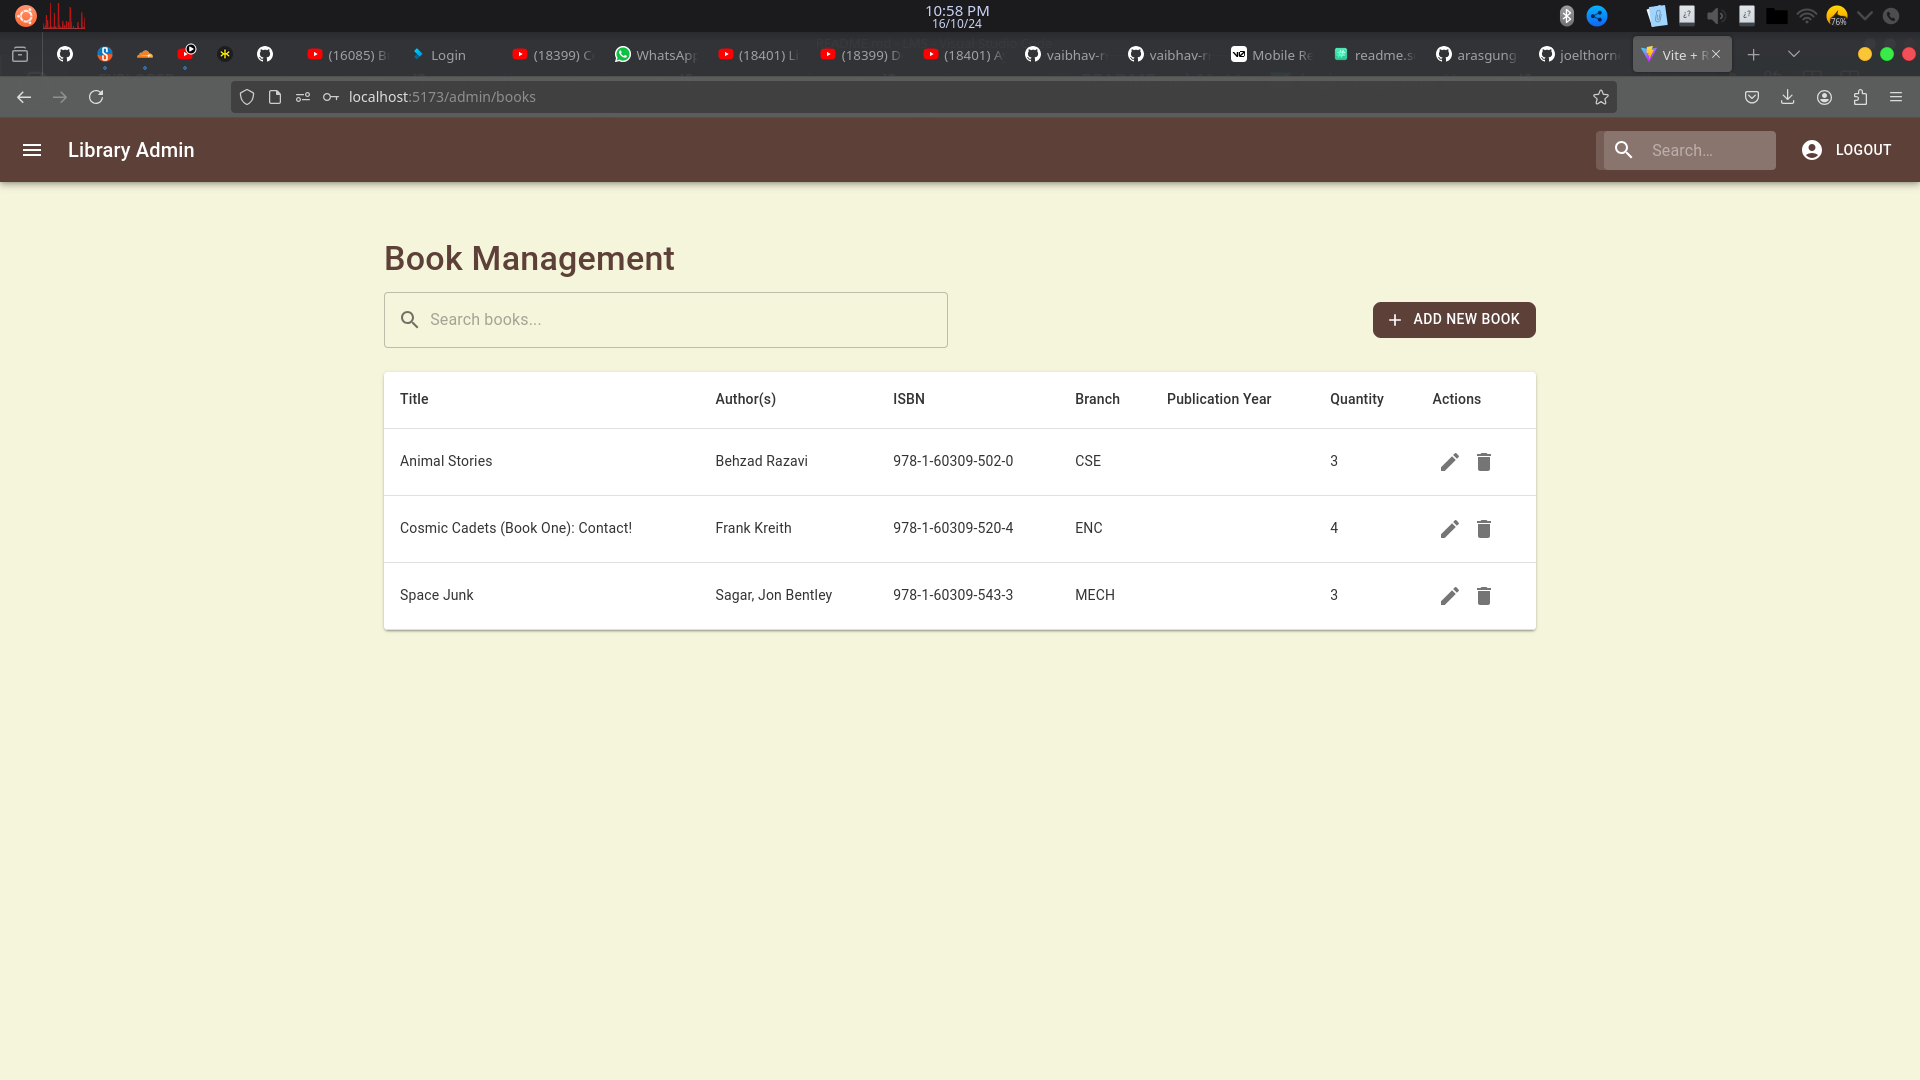 10:58 PM
16/10/24
(16085) B
Login
(18399) C
WhatsApp
(18401) Li
(18399) D
(18401) A
vaibhav-r
vaibhav-r
Mobile Re
readme.s
arasgung
joelthorn
Vite + R
76%
localhost:5173/admin/books
Library Admin
Search...
LOGOUT
Book Management
Search books...
ADD NEW BOOK
Title Author(s) ISBN Branch Publication Year Quantity Actions
Animal Stories Behzad Razavi 978-1-60309-502-0 CSE 3
Cosmic Cadets (Book One): Contact! Frank Kreith 978-1-60309-520-4 ENC 4
Space Junk Sagar, Jon Bentley 978-1-60309-543-3 MECH 3